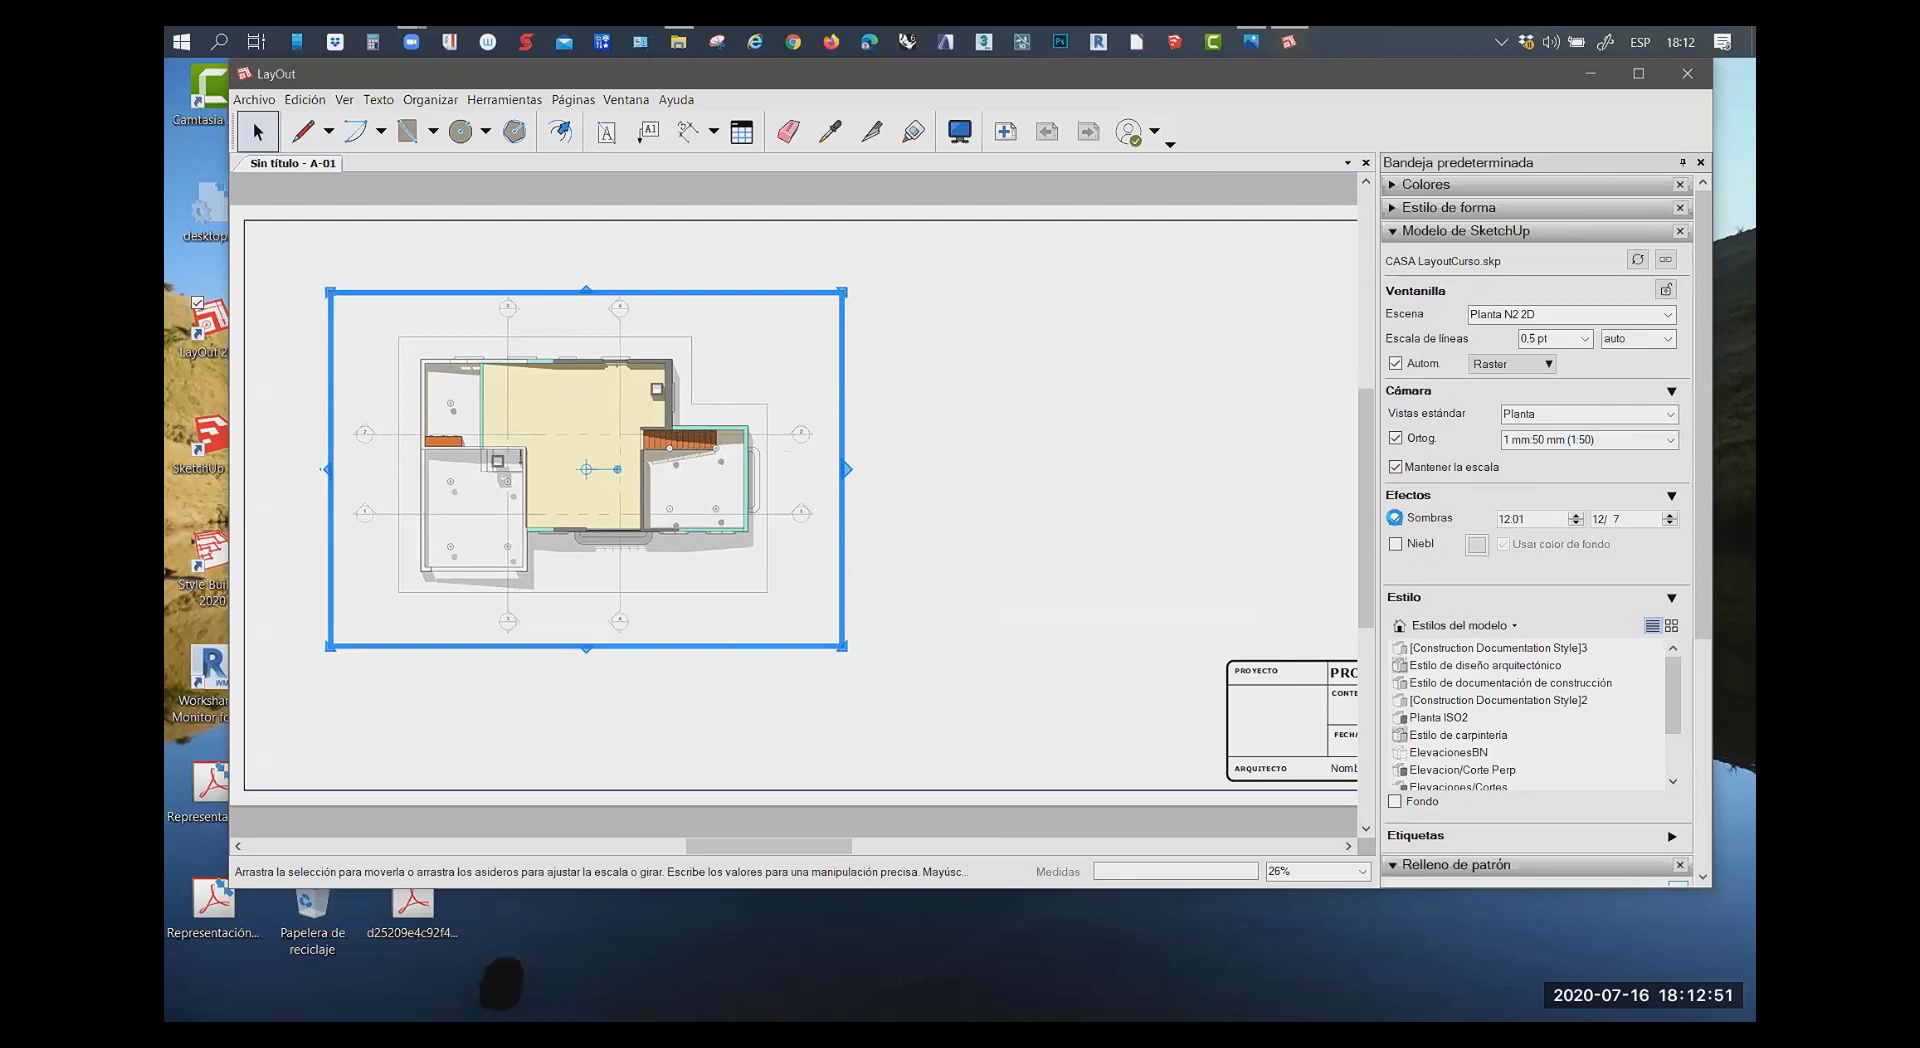 ESP 18:12
Camtasia
desktop
LayOut 2
SketchUp
Style Buil
2020
Workshar
Monitor fo
Representa
Representación...
Papelera de
reciclaje
d25209e4c92f4...
LayOut
Archivo Edición Ver Texto Organizar Herramientas Páginas Ventana Ayuda
Sin título - A-01
PROYECTO
PRO
CONTE
FECHA
ARQUITECTO
Nomb
Arrastra la selección para moverla o arrastra los asideros para ajustar la escala o girar. Escribe los valores para una manipulación precisa. Mayúsc...
Medidas
26%
Bandeja predeterminada
Colores
Estilo de forma
Modelo de SketchUp
CASA LayoutCurso.skp
Ventanilla
Escena Planta N2 2D
Escala de líneas 0,5 pt auto
Autom. Raster
Cámara
Vistas estándar Planta
Ortog. 1 mm:50 mm (1:50)
Mantener la escala
Efectos
Sombras 12:01 12/ 7
Niebl Usar color de fondo
Estilo
Estilos del modelo
[Construction Documentation Style]3
Estilo de diseño arquitectónico
Estilo de documentación de construcción
[Construction Documentation Style]2
Planta ISO2
Estilo de carpintería
ElevacionesBN
Elevacion/Corte Perp
Elevaciones/Cortes
Fondo
Etiquetas
Relleno de patrón
2020-07-16 18:12:51